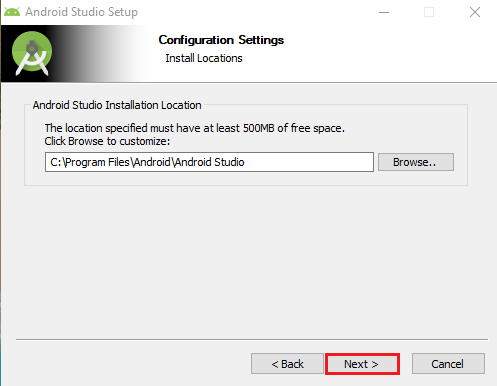 Android Studio Setup
Configuration Settings
Install Locations
Android Studio Installation Location
The location specified must have at least 500MB of free space.
Click Browse to customize:
C:\Program Files\Android\Android Studio
Browse..
< Back
Next >
Cancel